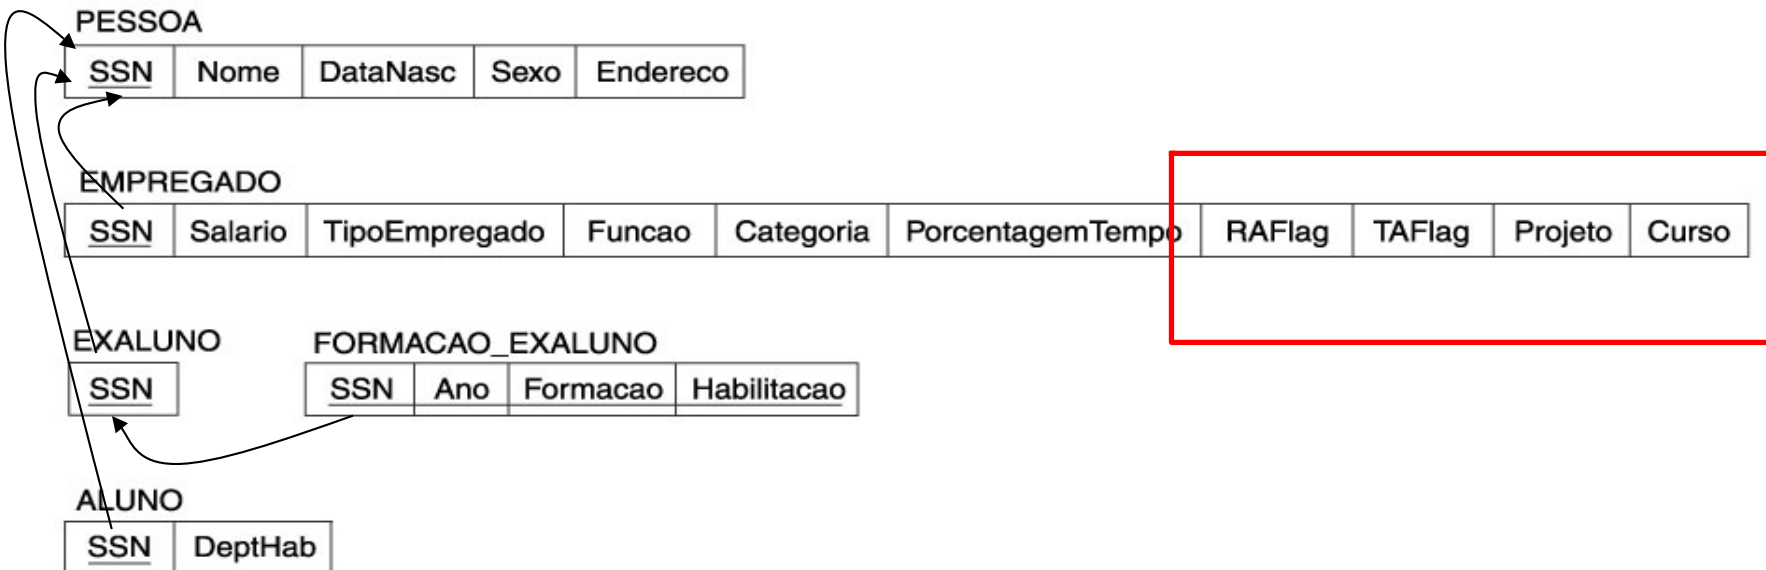 PESSOA
SSN Nome DataNasc Sexo Endereco
EMPREGADO
SSN Salario TipoEmpregado Funcao Categoria PorcentagemTempo RAFlag TAFlag Projeto Curso
EXALUNO FORMACAO_EXALUNO
SSN SSN Ano Formacao Habilitacao
ALUNO
SSN DeptHab